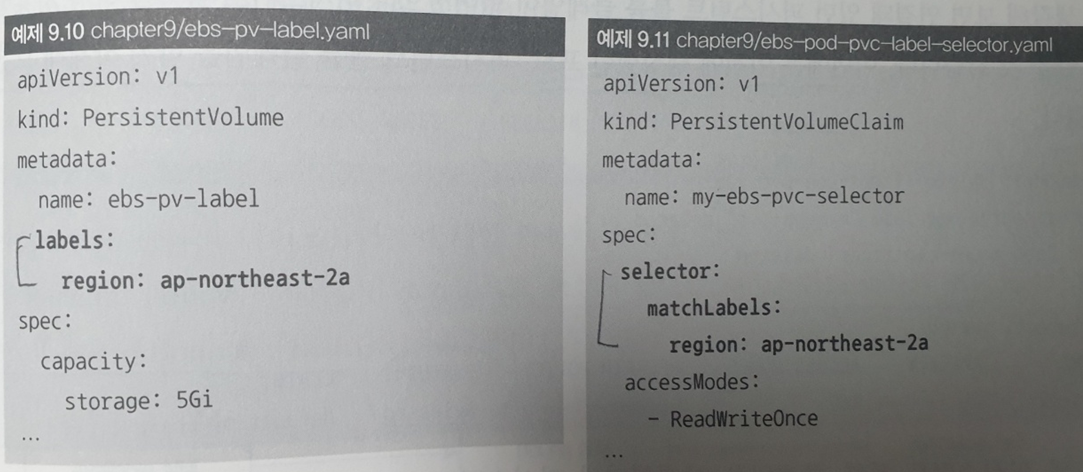 예제 9.10 chapter9/ebs-pv-label.yaml
apiVersion: v1
kind: PersistentVolume
metadata:
  name: ebs-pv-label
  labels:
    region: ap-northeast-2a
spec:
  capacity:
    storage: 5Gi
...
예제 9.11 chapter9/ebs-pod-pvc-label-selector.yaml
apiVersion: v1
kind: PersistentVolumeClaim
metadata:
  name: my-ebs-pvc-selector
spec:
  selector:
    matchLabels:
      region: ap-northeast-2a
  accessModes:
    - ReadWriteOnce
...